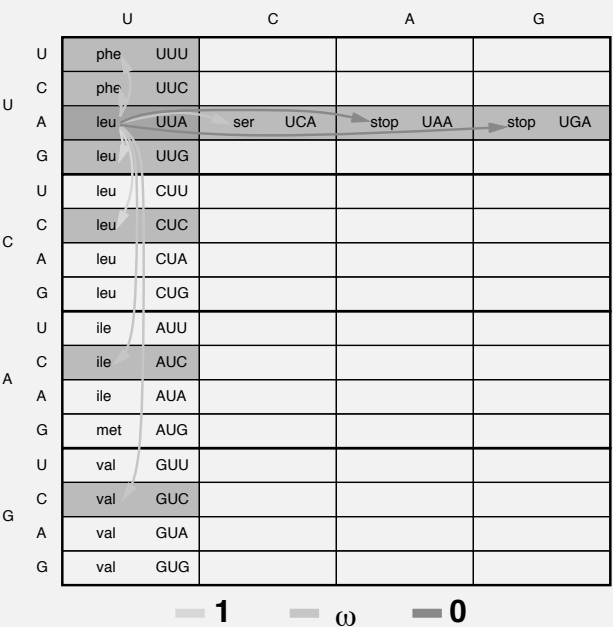 U C A G
U phe UUU
C phe UUC
U
A leu UUA ser UCA stop UAA stop UGA
G leu UUG
U leu CUU
C leu CUC
C
A leu CUA
G leu CUG
U ile AUU
C ile AUC
A
A ile AUA
G met AUG
U val GUU
C val GUC
G
A val GUA
G val GUG
1 ω 0